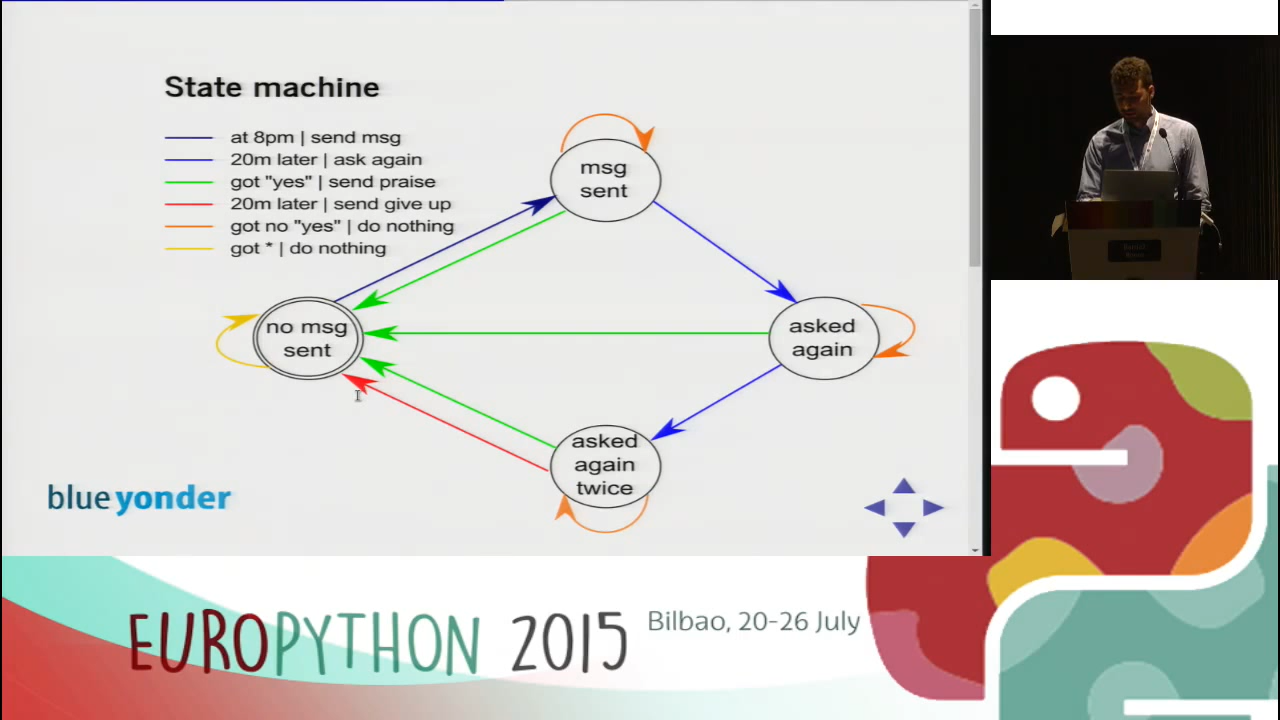 State machine
at 8pm | send msg
20m later | ask again
got "yes" | send praise
20m later | send give up
got no "yes" | do nothing
got * | do nothing
msg
sent
no msg
sent
asked
again
asked
again
twice
blueyonder
EUROPYTHON 2015
Bilbao, 20-26 July